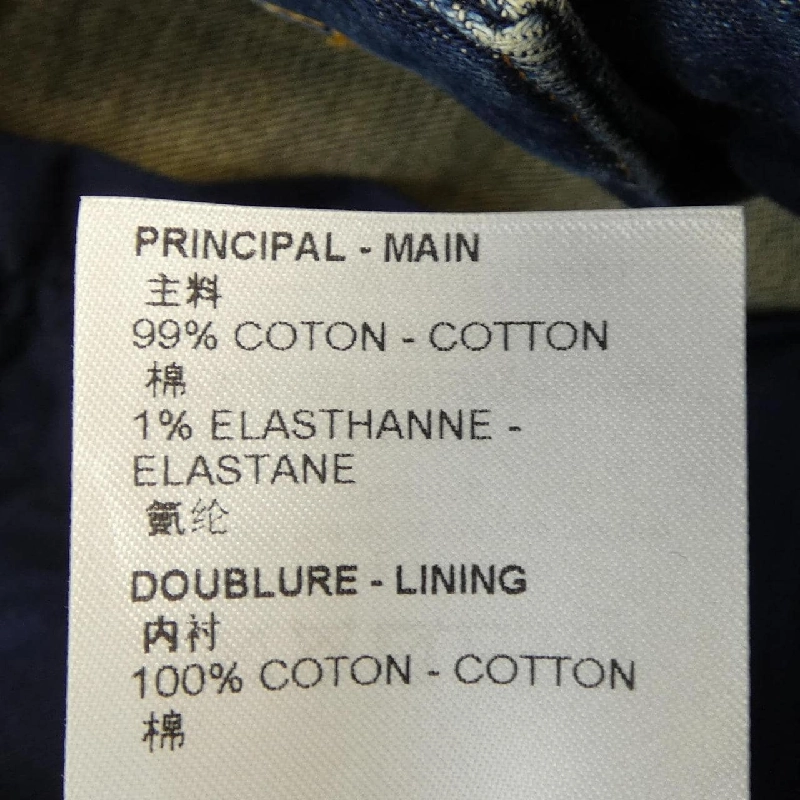 PRINCIPAL - MAIN
主料
99% COTON - COTTON
棉
1% ELASTHANNE -
ELASTANE
氨纶
DOUBLURE - LINING
内衬
100% COTON - COTTON
棉